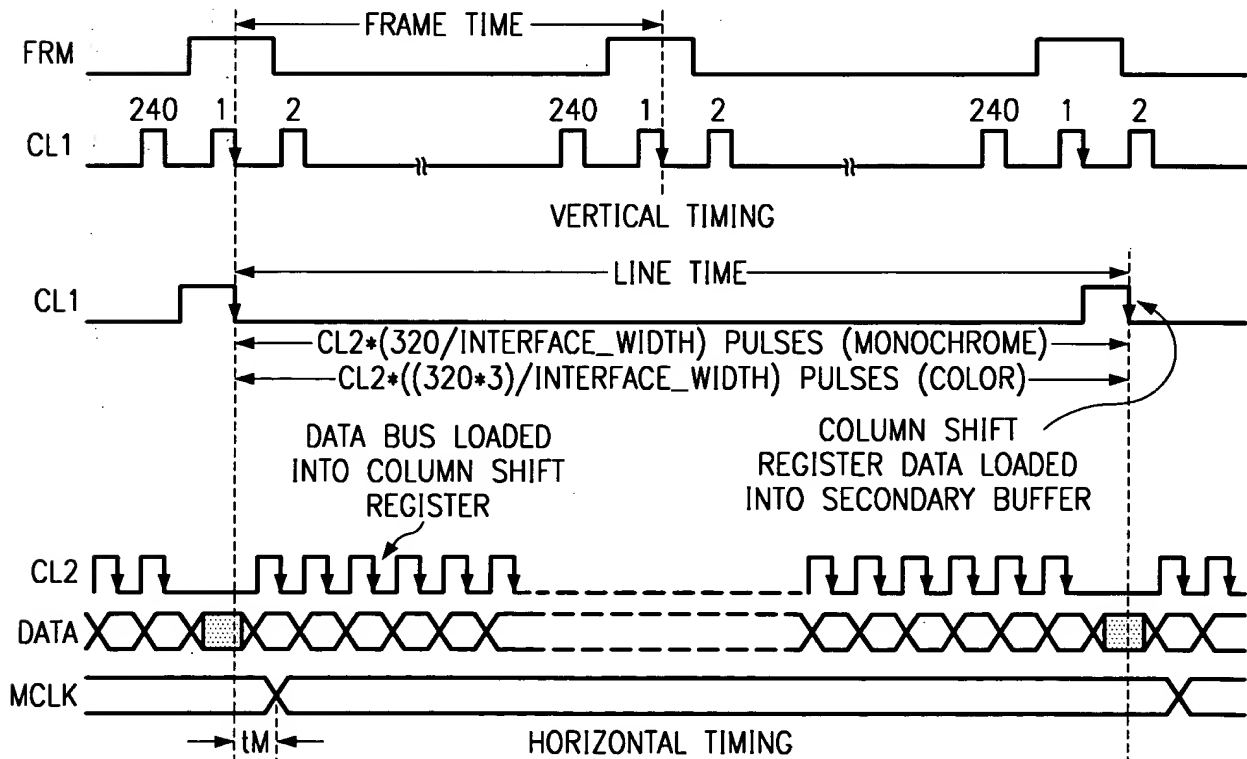 FRAME TIME
FRM
240 1 2 240 1 2 240 1 2
CL1
VERTICAL TIMING
LINE TIME
CL1
CL2*(320/INTERFACE_WIDTH) PULSES (MONOCHROME)
CL2*((320*3)/INTERFACE_WIDTH) PULSES (COLOR)
DATA BUS LOADED
INTO COLUMN SHIFT
REGISTER
COLUMN SHIFT
REGISTER DATA LOADED
INTO SECONDARY BUFFER
CL2
DATA
MCLK
tM
HORIZONTAL TIMING